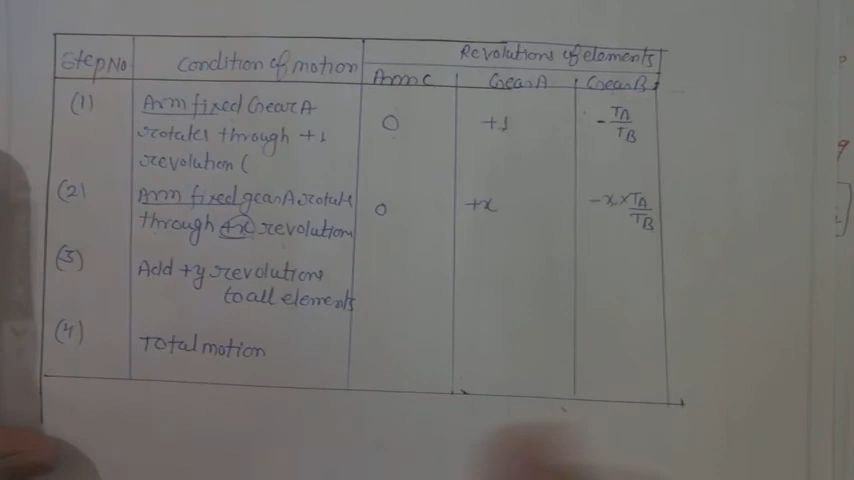 Step No Condition of motion Revolutions of elements
Arm C Gear A Gear B
(1) Arm fixed Gear A 0 +1 - TA/TB
rotates through +1
revolution (
(2) Arm fixed gear A rotate 0 +x -x × TA/TB
through +x revolution
(3) Add +y revolutions
to all elements
(4) Total motion